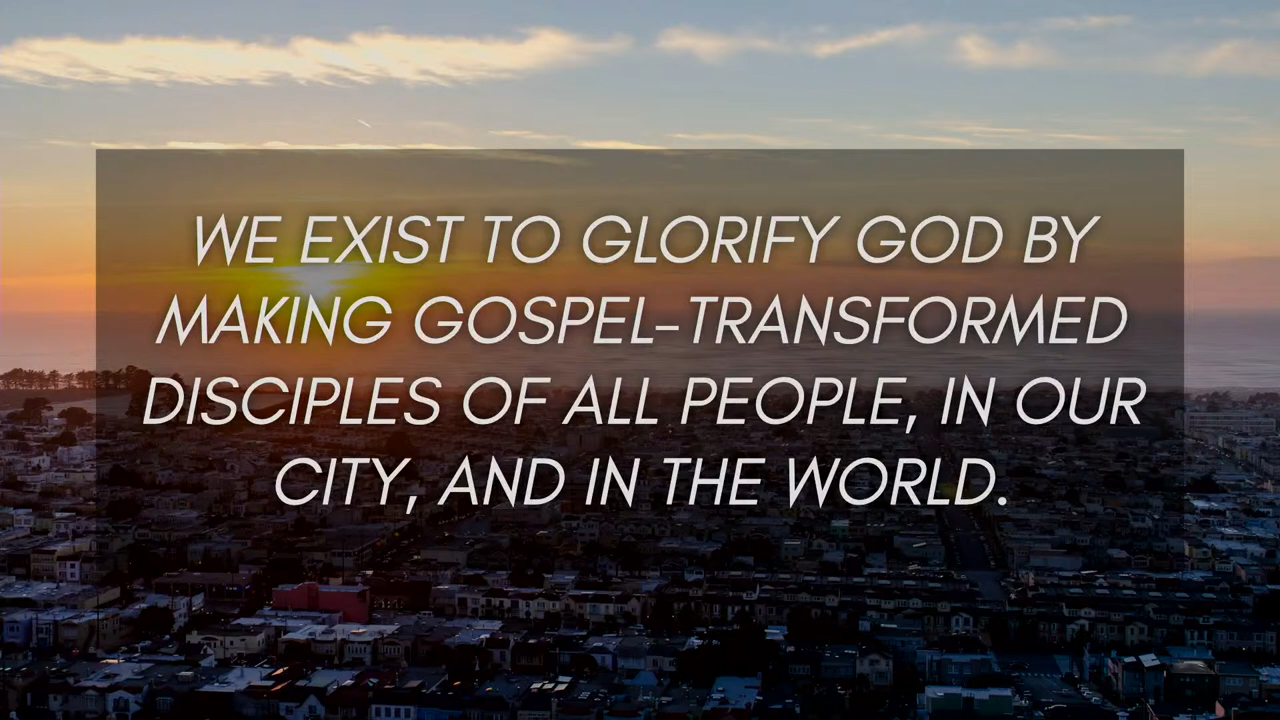 WE EXIST TO GLORIFY GOD BY
MAKING GOSPEL-TRANSFORMED
DISCIPLES OF ALL PEOPLE, IN OUR
CITY, AND IN THE WORLD.